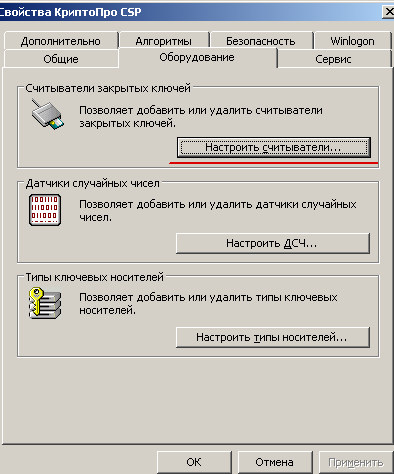 Свойства КриптоПро CSP
Дополнительно Алгоритмы Безопасность Winlogon
Общие Оборудование Сервис
Считыватели закрытых ключей
Позволяет добавить или удалить считыватели
закрытых ключей.
Настроить считыватели...
Датчики случайных чисел
Позволяет добавить или удалить датчики случайных
чисел.
Настроить ДСЧ...
Типы ключевых носителей
Позволяет добавить или удалить типы ключевых
носителей.
Настроить типы носителей...
ОК Отмена Применить